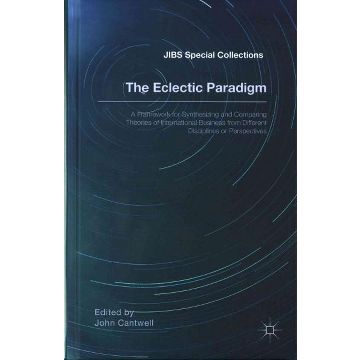 JIBS Special Collections
The Eclectic Paradigm
A Framework for Synthesizing and Comparing
Theories of International Business from Different
Disciplines or Perspectives
Edited by
John Cantwell